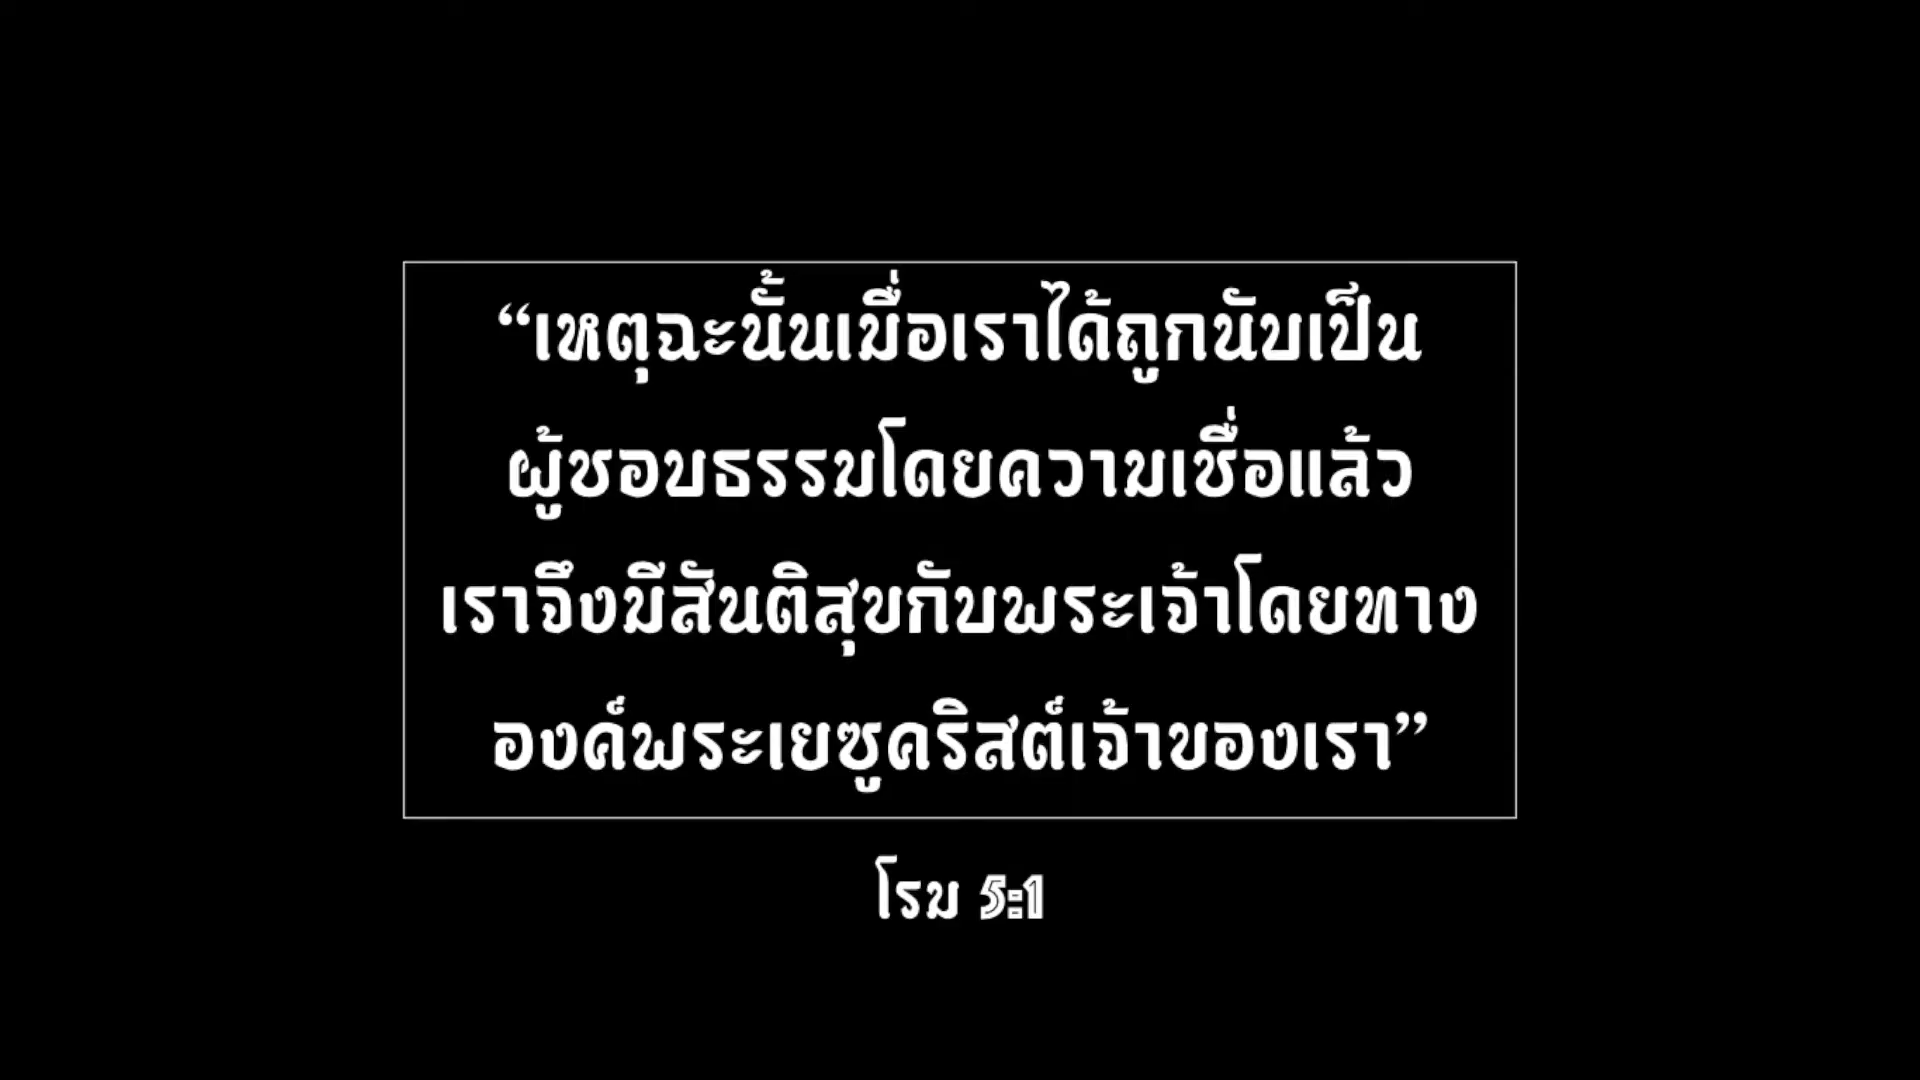 “เหตุฉะนั้นเมื่อเราได้ถูกนับเป็น
ผู้ชอบธรรมโดยความเชื่อแล้ว
เราจึงมีสันติสุขกับพระเจ้าโดยทาง
องค์พระเยซูคริสต์เจ้าของเรา”
โรม 5:1